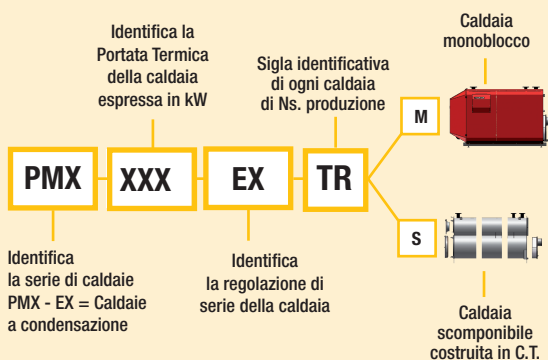 Identifica la
Portata Termica
della caldaia
espressa in kW
Sigla identificativa
di ogni caldaia
di Ns. produzione
Caldaia
monoblocco
M
PMX
XXX
EX
TR
S
Identifica
la serie di caldaie
PMX - EX = Caldaie
a condensazione
Identifica
la regolazione di
serie della caldaia
Caldaia
scomponibile
costruita in C.T.